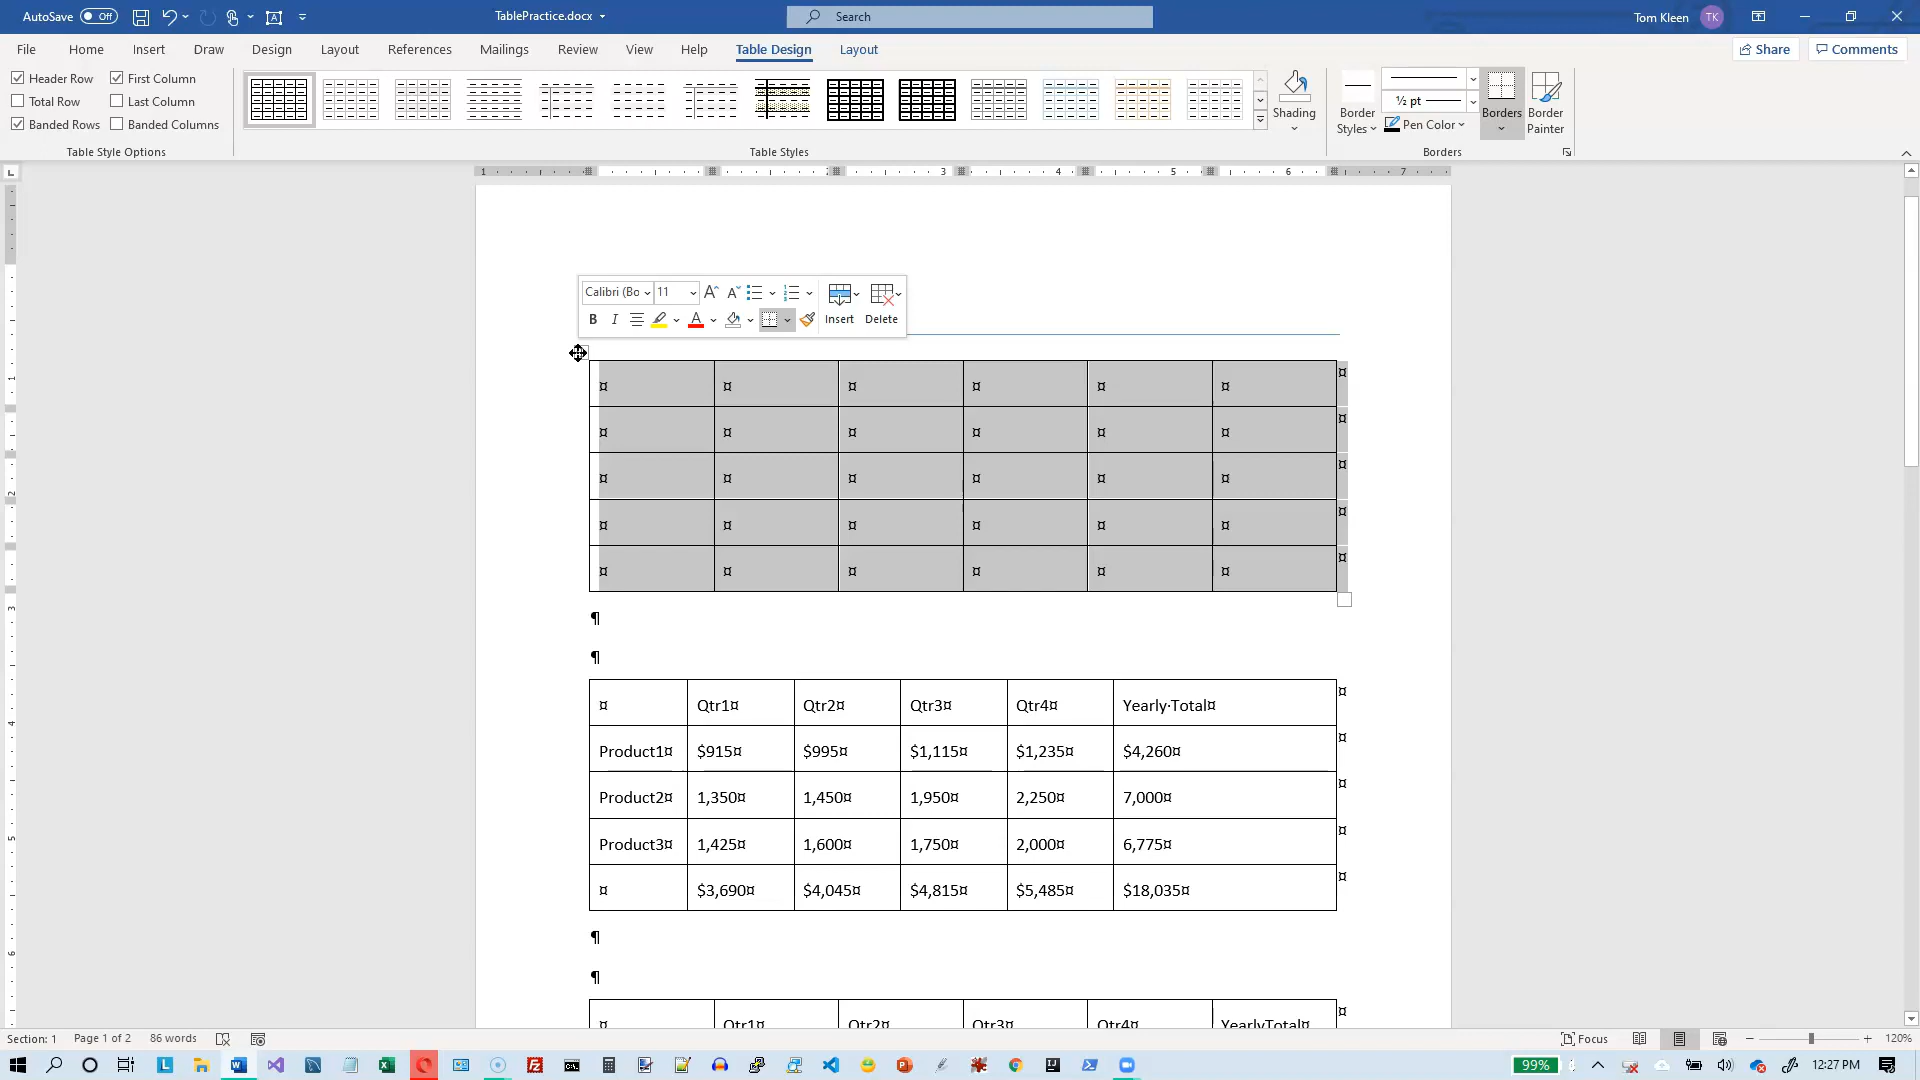 AutoSave Off TablePractice.docx Search Tom Kleen TK
File Home Insert Draw Design Layout References Mailings Review View Help Table Design Layout Share Comments
Header Row First Column
Total Row Last Column
Banded Rows Banded Columns
Table Style Options
Table Styles
Shading
Border Styles
½ pt
Pen Color
Borders
Border Painter
Borders
1 3 4 5 6 7
Calibri (Bo 11
B I A Insert Delete
¤ ¤ ¤ ¤ ¤ ¤ ¤
¤ ¤ ¤ ¤ ¤ ¤ ¤
¤ ¤ ¤ ¤ ¤ ¤ ¤
¤ ¤ ¤ ¤ ¤ ¤ ¤
¤ ¤ ¤ ¤ ¤ ¤ ¤
¶
¶
¤ Qtr1¤ Qtr2¤ Qtr3¤ Qtr4¤ Yearly·Total¤ ¤
Product1¤ $915¤ $995¤ $1,115¤ $1,235¤ $4,260¤ ¤
Product2¤ 1,350¤ 1,450¤ 1,950¤ 2,250¤ 7,000¤ ¤
Product3¤ 1,425¤ 1,600¤ 1,750¤ 2,000¤ 6,775¤ ¤
¤ $3,690¤ $4,045¤ $4,815¤ $5,485¤ $18,035¤ ¤
¶
¶
¤ Qtr1¤ Qtr2¤ Qtr3¤ Qtr4¤ YearlyTotal¤ ¤
Section: 1 Page 1 of 2 86 words Focus 120%
99% 12:27 PM